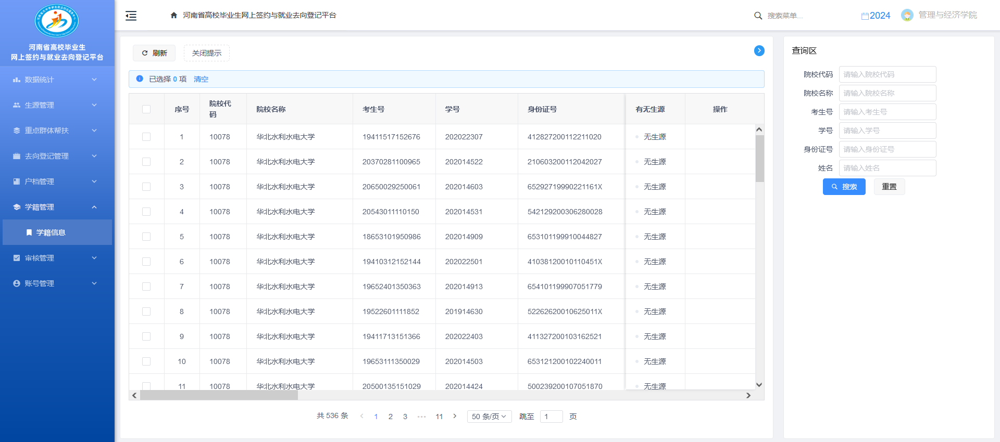 河南省高校毕业生
网上签约与就业去向登记平台
数据统计
生源管理
重点群体帮扶
去向登记管理
户档管理
学籍管理
学籍信息
审核管理
账号管理
河南省高校毕业生网上签约与就业去向登记平台
搜索菜单...
2024
管理与经济学院
刷新
关闭提示
已选择 0 项 清空
序号 院校代码 院校名称 考生号 学号 身份证号 有无生源 操作
1 10078 华北水利水电大学 19411517152676 202022307 412827200112211020 无生源
2 10078 华北水利水电大学 20370281100965 202014522 210603200112042027 无生源
3 10078 华北水利水电大学 20650029250061 202014603 65292719990221161X 无生源
4 10078 华北水利水电大学 20543011110150 202014531 542129200306280028 无生源
5 10078 华北水利水电大学 18653101950986 202014909 653101199910044827 无生源
6 10078 华北水利水电大学 19410312152144 202022501 41038120010110451X 无生源
7 10078 华北水利水电大学 19652401350363 202014913 654101199907051779 无生源
8 10078 华北水利水电大学 19522601111852 201914630 52262620010625011X 无生源
9 10078 华北水利水电大学 19411713151366 202022403 411327200103162521 无生源
10 10078 华北水利水电大学 19653111350029 202014503 653121200102240011 无生源
11 10078 华北水利水电大学 20500135151029 202014424 500239200107051870 无生源
共 536 条 1 2 3 ••• 11 50 条/页 跳至 1 页
查询区
院校代码 请输入院校代码
院校名称 请输入院校名称
考生号 请输入考生号
学号 请输入学号
身份证号 请输入身份证号
姓名 请输入姓名
搜索 重置